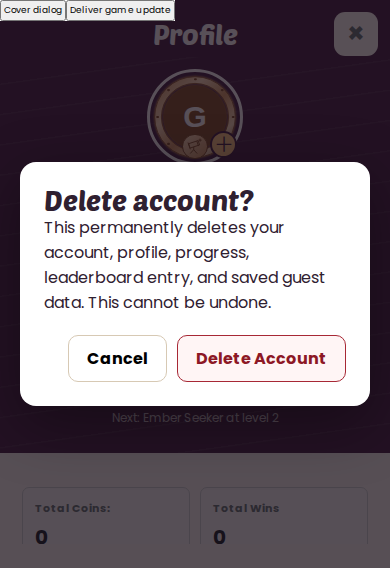 Cover dialog Deliver game update
Profile
✖
G
Delete account?
This permanently deletes your
account, profile, progress,
leaderboard entry, and saved guest
data. This cannot be undone.
Cancel Delete Account
Next: Ember Seeker at level 2
Total Coins: Total Wins
0 0